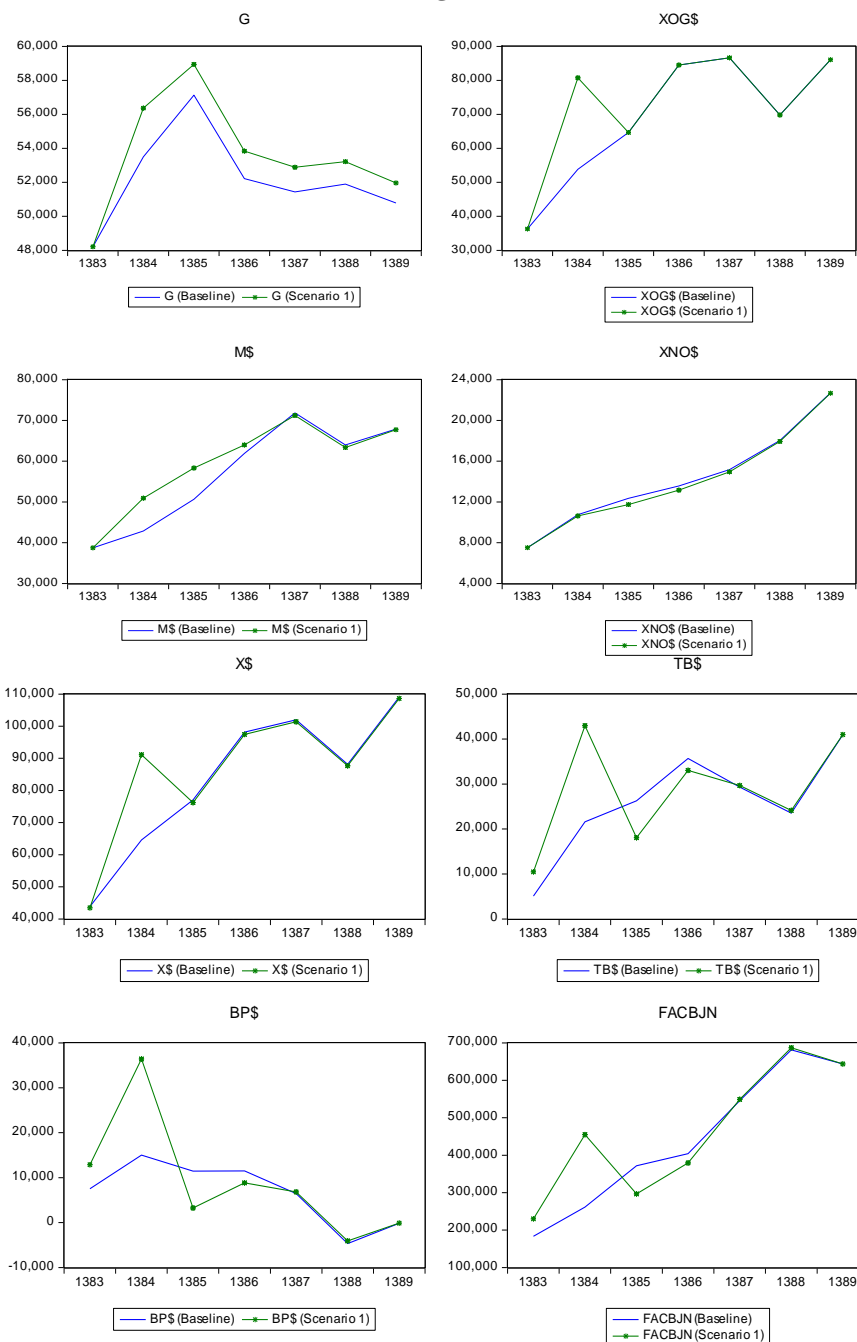 G
60,000
58,000
56,000
54,000
52,000
50,000
48,000
1383 1384 1385 1386 1387 1388 1389
G (Baseline) G (Scenario 1)
XOG$
90,000
80,000
70,000
60,000
50,000
40,000
30,000
1383 1384 1385 1386 1387 1388 1389
XOG$ (Baseline)
XOG$ (Scenario 1)
M$
80,000
70,000
60,000
50,000
40,000
30,000
1383 1384 1385 1386 1387 1388 1389
M$ (Baseline) M$ (Scenario 1)
XNO$
24,000
20,000
16,000
12,000
8,000
4,000
1383 1384 1385 1386 1387 1388 1389
XNO$ (Baseline)
XNO$ (Scenario 1)
X$
110,000
100,000
90,000
80,000
70,000
60,000
50,000
40,000
1383 1384 1385 1386 1387 1388 1389
X$ (Baseline) X$ (Scenario 1)
TB$
50,000
40,000
30,000
20,000
10,000
0
1383 1384 1385 1386 1387 1388 1389
TB$ (Baseline) TB$ (Scenario 1)
BP$
40,000
30,000
20,000
10,000
0
-10,000
1383 1384 1385 1386 1387 1388 1389
BP$ (Baseline) BP$ (Scenario 1)
FACBJN
700,000
600,000
500,000
400,000
300,000
200,000
100,000
1383 1384 1385 1386 1387 1388 1389
FACBJN (Baseline)
FACBJN (Scenario 1)